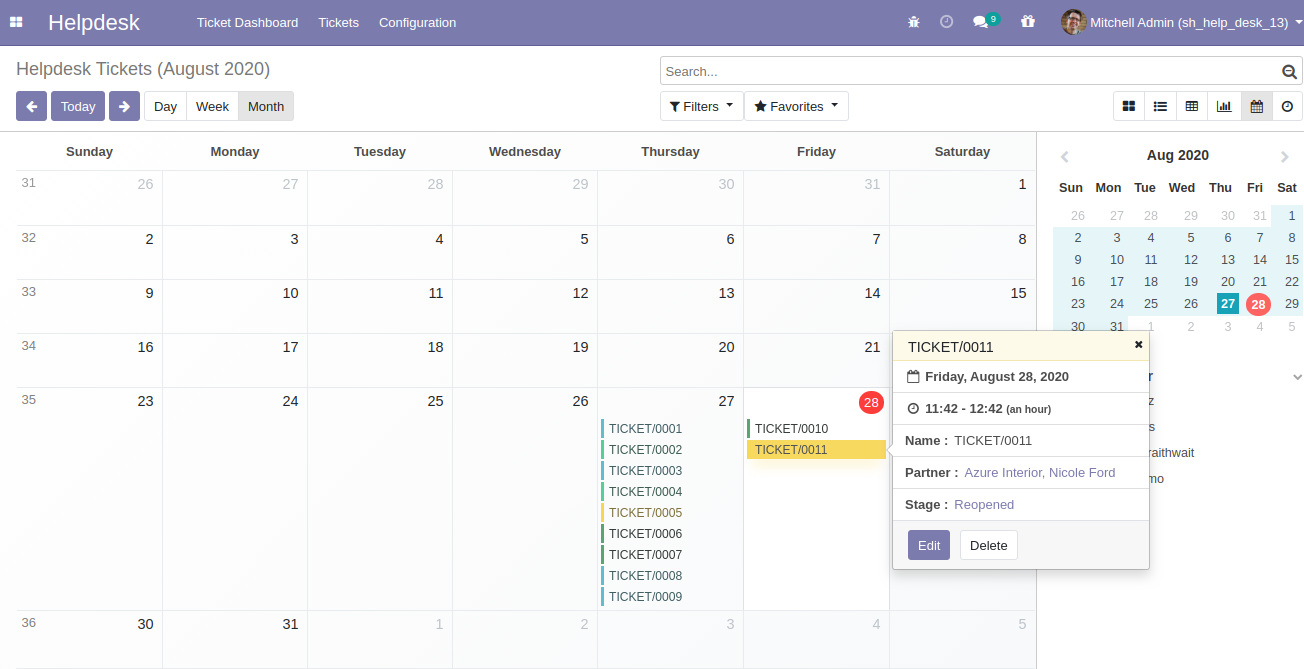 Helpdesk Ticket Dashboard Tickets Configuration 9 Mitchell Admin (sh_help_desk_13)
Helpdesk Tickets (August 2020) Search...
Today Day Week Month Filters Favorites
Sunday Monday Tuesday Wednesday Thursday Friday Saturday
31 26 27 28 29 30 31 1
32 2 3 4 5 6 7 8
33 9 10 11 12 13 14 15
34 16 17 18 19 20 21
35 23 24 25 26 27 28
TICKET/0001
TICKET/0002
TICKET/0003
TICKET/0004
TICKET/0005
TICKET/0006
TICKET/0007
TICKET/0008
TICKET/0009
TICKET/0010
TICKET/0011
36 30 31 1 2 3 4 5
Aug 2020
Sun Mon Tue Wed Thu Fri Sat
26 27 28 29 30 31 1
2 3 4 5 6 7 8
9 10 11 12 13 14 15
16 17 18 19 20 21 22
23 24 25 26 27 28 29
30 31 1 2 3 4 5
r
z
s
raithwait
mo
TICKET/0011
Friday, August 28, 2020
11:42 - 12:42 (an hour)
Name : TICKET/0011
Partner : Azure Interior, Nicole Ford
Stage : Reopened
Edit Delete